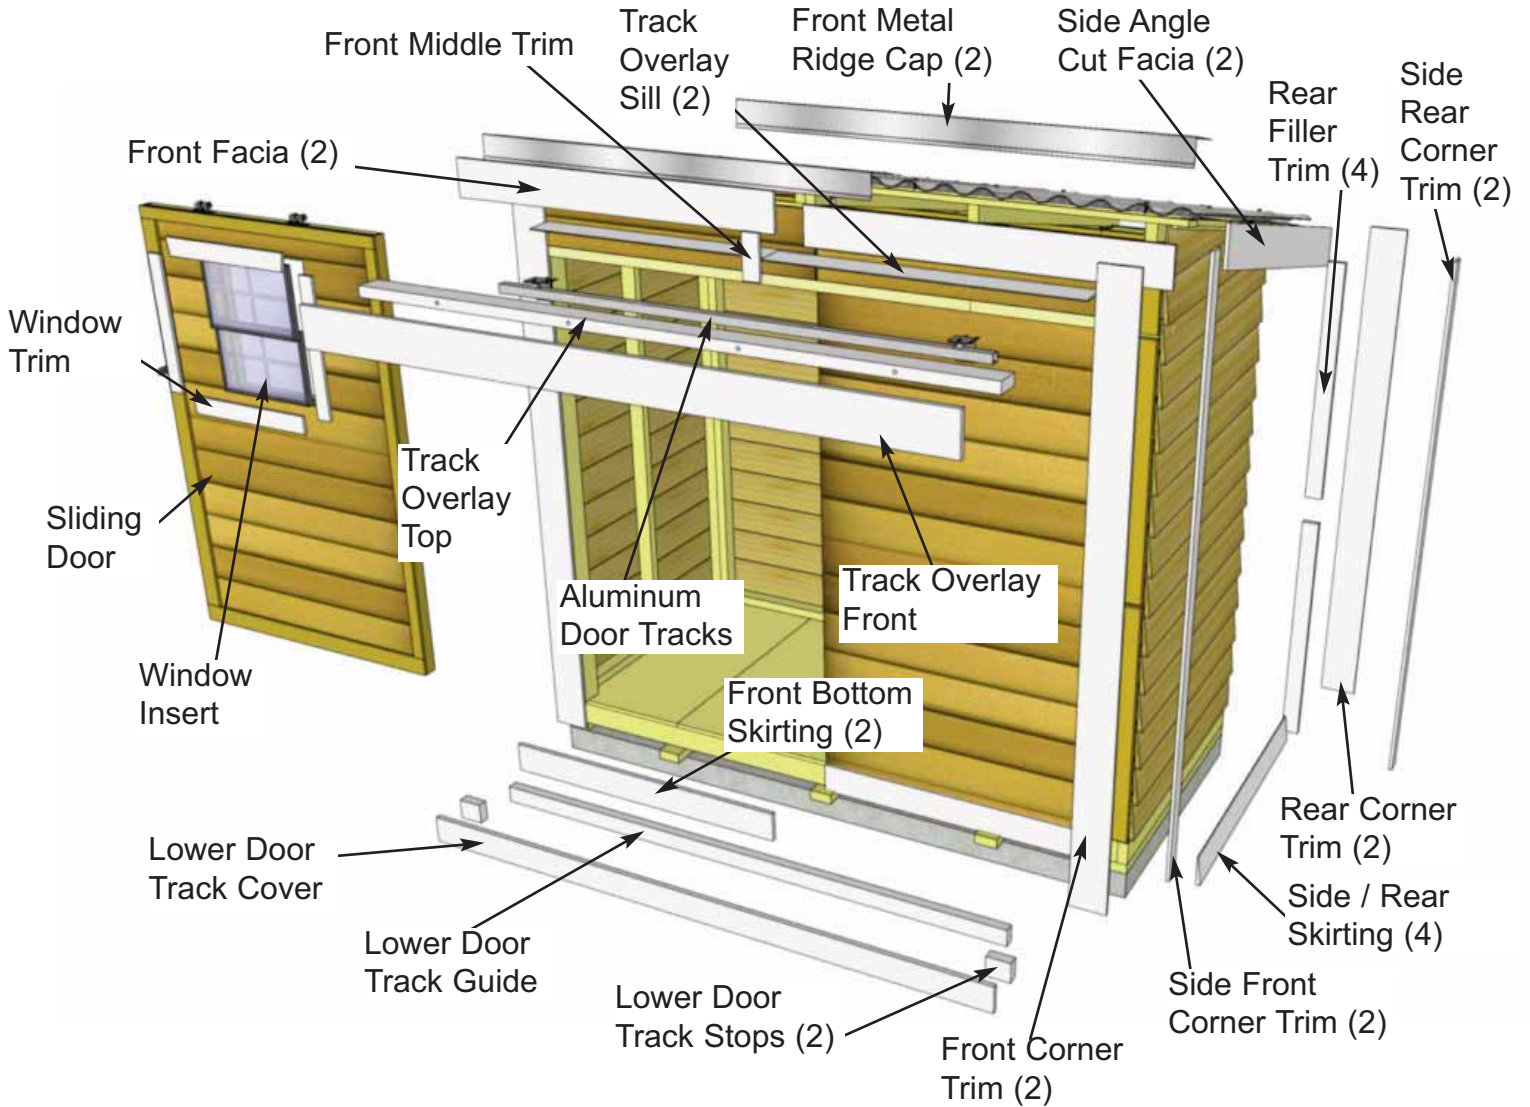 Front Middle Trim
Track
Overlay
Sill (2)
Front Metal
Ridge Cap (2)
Side Angle
Cut Facia (2)
Rear
Filler
Trim (4)
Side
Rear
Corner
Trim (2)
Front Facia (2)
Window
Trim
Sliding
Door
Window
Insert
Track
Overlay
Top
Aluminum
Door Tracks
Track Overlay
Front
Front Bottom
Skirting (2)
Lower Door
Track Cover
Lower Door
Track Guide
Lower Door
Track Stops (2)
Front Corner
Trim (2)
Side Front
Corner Trim (2)
Side / Rear
Skirting (4)
Rear Corner
Trim (2)